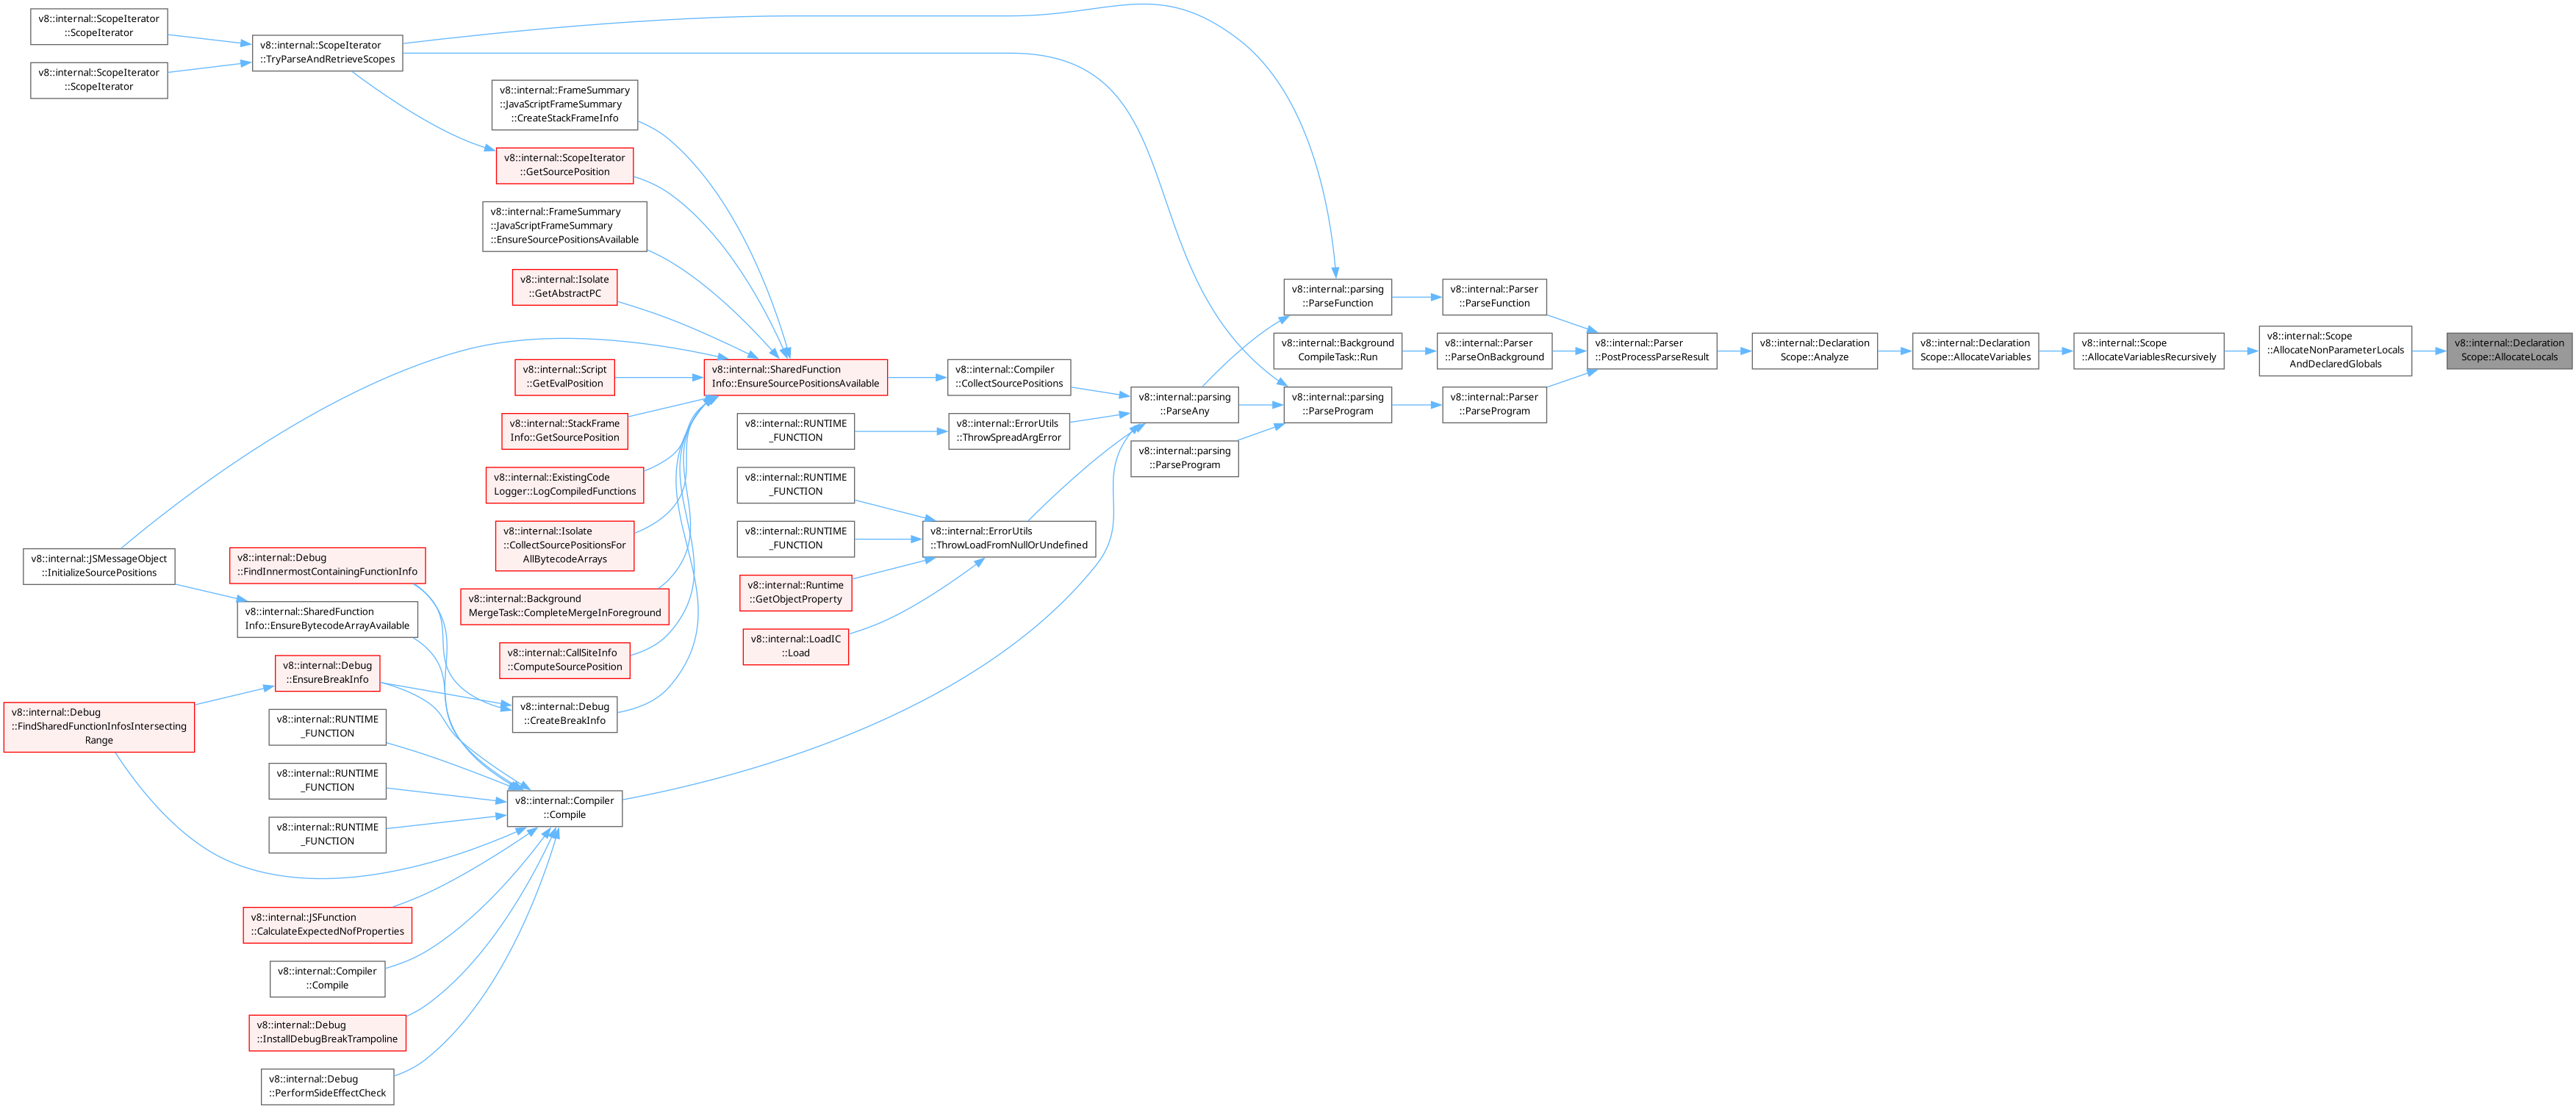 v8::internal::ScopeIterator
::ScopeIterator
v8::internal::ScopeIterator
::ScopeIterator
v8::internal::ScopeIterator
::TryParseAndRetrieveScopes
v8::internal::JSMessageObject
::InitializeSourcePositions
v8::internal::Debug
::FindSharedFunctionInfosIntersecting
Range
v8::internal::Debug
::FindInnermostContainingFunctionInfo
v8::internal::SharedFunction
Info::EnsureBytecodeArrayAvailable
v8::internal::Debug
::EnsureBreakInfo
v8::internal::RUNTIME
_FUNCTION
v8::internal::RUNTIME
_FUNCTION
v8::internal::RUNTIME
_FUNCTION
v8::internal::JSFunction
::CalculateExpectedNofProperties
v8::internal::Compiler
::Compile
v8::internal::Debug
::InstallDebugBreakTrampoline
v8::internal::Debug
::PerformSideEffectCheck
v8::internal::FrameSummary
::JavaScriptFrameSummary
::CreateStackFrameInfo
v8::internal::ScopeIterator
::GetSourcePosition
v8::internal::FrameSummary
::JavaScriptFrameSummary
::EnsureSourcePositionsAvailable
v8::internal::Isolate
::GetAbstractPC
v8::internal::Script
::GetEvalPosition
v8::internal::StackFrame
Info::GetSourcePosition
v8::internal::ExistingCode
Logger::LogCompiledFunctions
v8::internal::Isolate
::CollectSourcePositionsFor
AllBytecodeArrays
v8::internal::Background
MergeTask::CompleteMergeInForeground
v8::internal::CallSiteInfo
::ComputeSourcePosition
v8::internal::Debug
::CreateBreakInfo
v8::internal::Compiler
::Compile
v8::internal::SharedFunction
Info::EnsureSourcePositionsAvailable
v8::internal::RUNTIME
_FUNCTION
v8::internal::RUNTIME
_FUNCTION
v8::internal::RUNTIME
_FUNCTION
v8::internal::Runtime
::GetObjectProperty
v8::internal::LoadIC
::Load
v8::internal::Compiler
::CollectSourcePositions
v8::internal::ErrorUtils
::ThrowSpreadArgError
v8::internal::ErrorUtils
::ThrowLoadFromNullOrUndefined
v8::internal::parsing
::ParseAny
v8::internal::parsing
::ParseProgram
v8::internal::parsing
::ParseFunction
v8::internal::Background
CompileTask::Run
v8::internal::parsing
::ParseProgram
v8::internal::Parser
::ParseFunction
v8::internal::Parser
::ParseOnBackground
v8::internal::Parser
::ParseProgram
v8::internal::Parser
::PostProcessParseResult
v8::internal::Declaration
Scope::Analyze
v8::internal::Declaration
Scope::AllocateVariables
v8::internal::Scope
::AllocateVariablesRecursively
v8::internal::Scope
::AllocateNonParameterLocals
AndDeclaredGlobals
v8::internal::Declaration
Scope::AllocateLocals